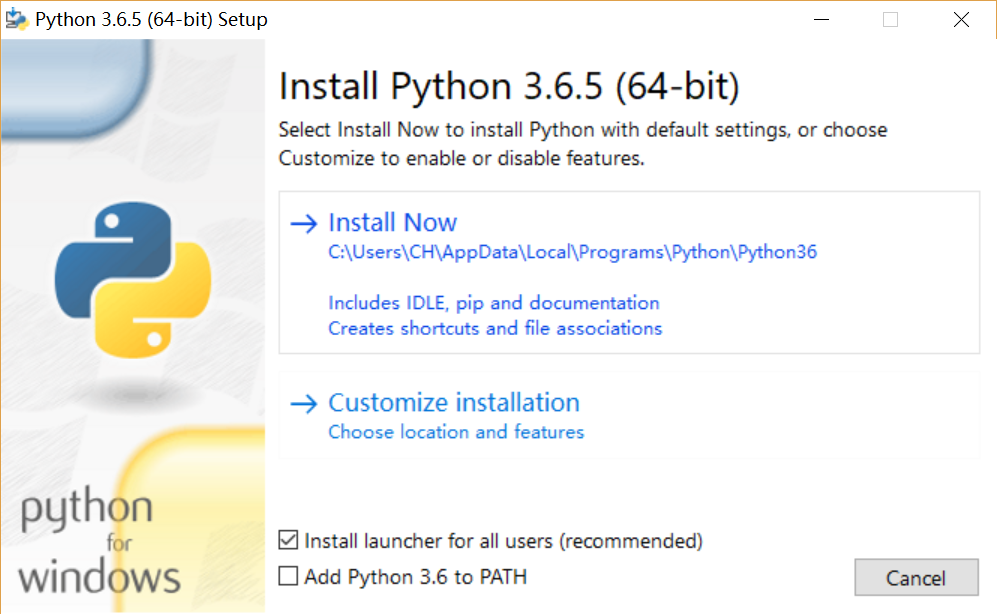 Python 3.6.5 (64-bit) Setup
Install Python 3.6.5 (64-bit)
Select Install Now to install Python with default settings, or choose
Customize to enable or disable features.
Install Now
C:\Users\CH\AppData\Local\Programs\Python\Python36
Includes IDLE, pip and documentation
Creates shortcuts and file associations
Customize installation
Choose location and features
python
for
windows
Install launcher for all users (recommended)
Add Python 3.6 to PATH
Cancel